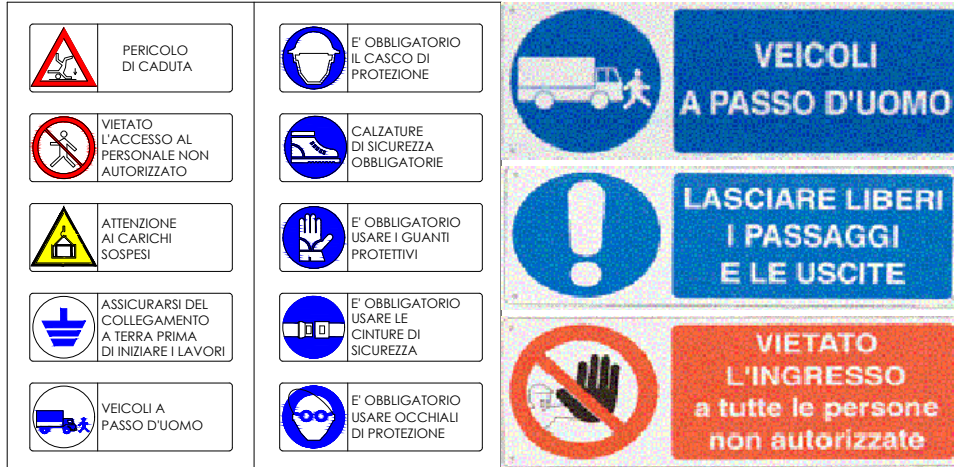 PERICOLO
DI CADUTA
VIETATO
L'ACCESSO AL
PERSONALE NON
AUTORIZZATO
ATTENZIONE
AI CARICHI
SOSPESI
ASSICURARSI DEL
COLLEGAMENTO
A TERRA PRIMA
DI INIZIARE I LAVORI
VEICOLI A
PASSO D'UOMO
E' OBBLIGATORIO
IL CASCO DI
PROTEZIONE
CALZATURE
DI SICUREZZA
OBBLIGATORIE
E' OBBLIGATORIO
USARE I GUANTI
PROTETTIVI
E' OBBLIGATORIO
USARE LE
CINTURE DI
SICUREZZA
E' OBBLIGATORIO
USARE OCCHIALI
DI PROTEZIONE
VEICOLI
A PASSO D'UOMO
LASCIARE LIBERI
I PASSAGGI
E LE USCITE
VIETATO
L'INGRESSO
a tutte le persone
non autorizzate